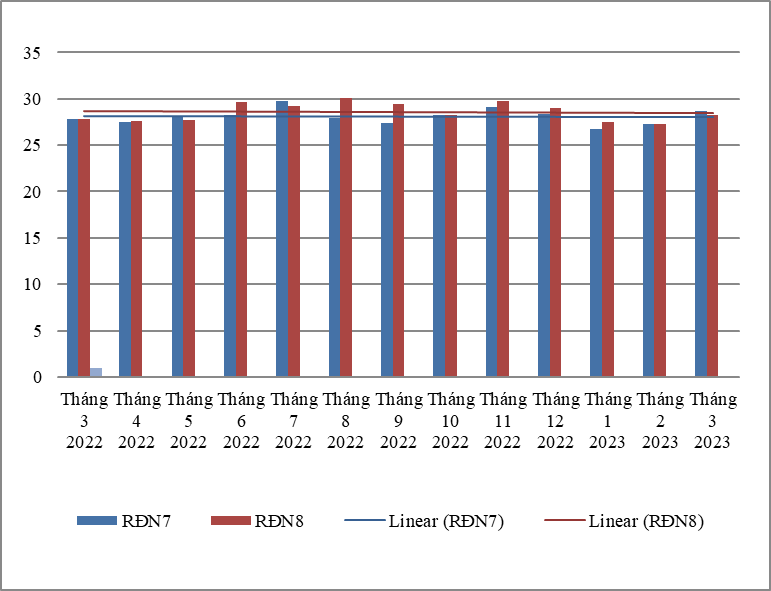 35
30
25
20
15
10
5
0
Tháng 3 2022
Tháng 4 2022
Tháng 5 2022
Tháng 6 2022
Tháng 7 2022
Tháng 8 2022
Tháng 9 2022
Tháng 10 2022
Tháng 11 2022
Tháng 12 2022
Tháng 1 2023
Tháng 2 2023
Tháng 3 2023
RĐN7
RĐN8
Linear (RĐN7)
Linear (RĐN8)